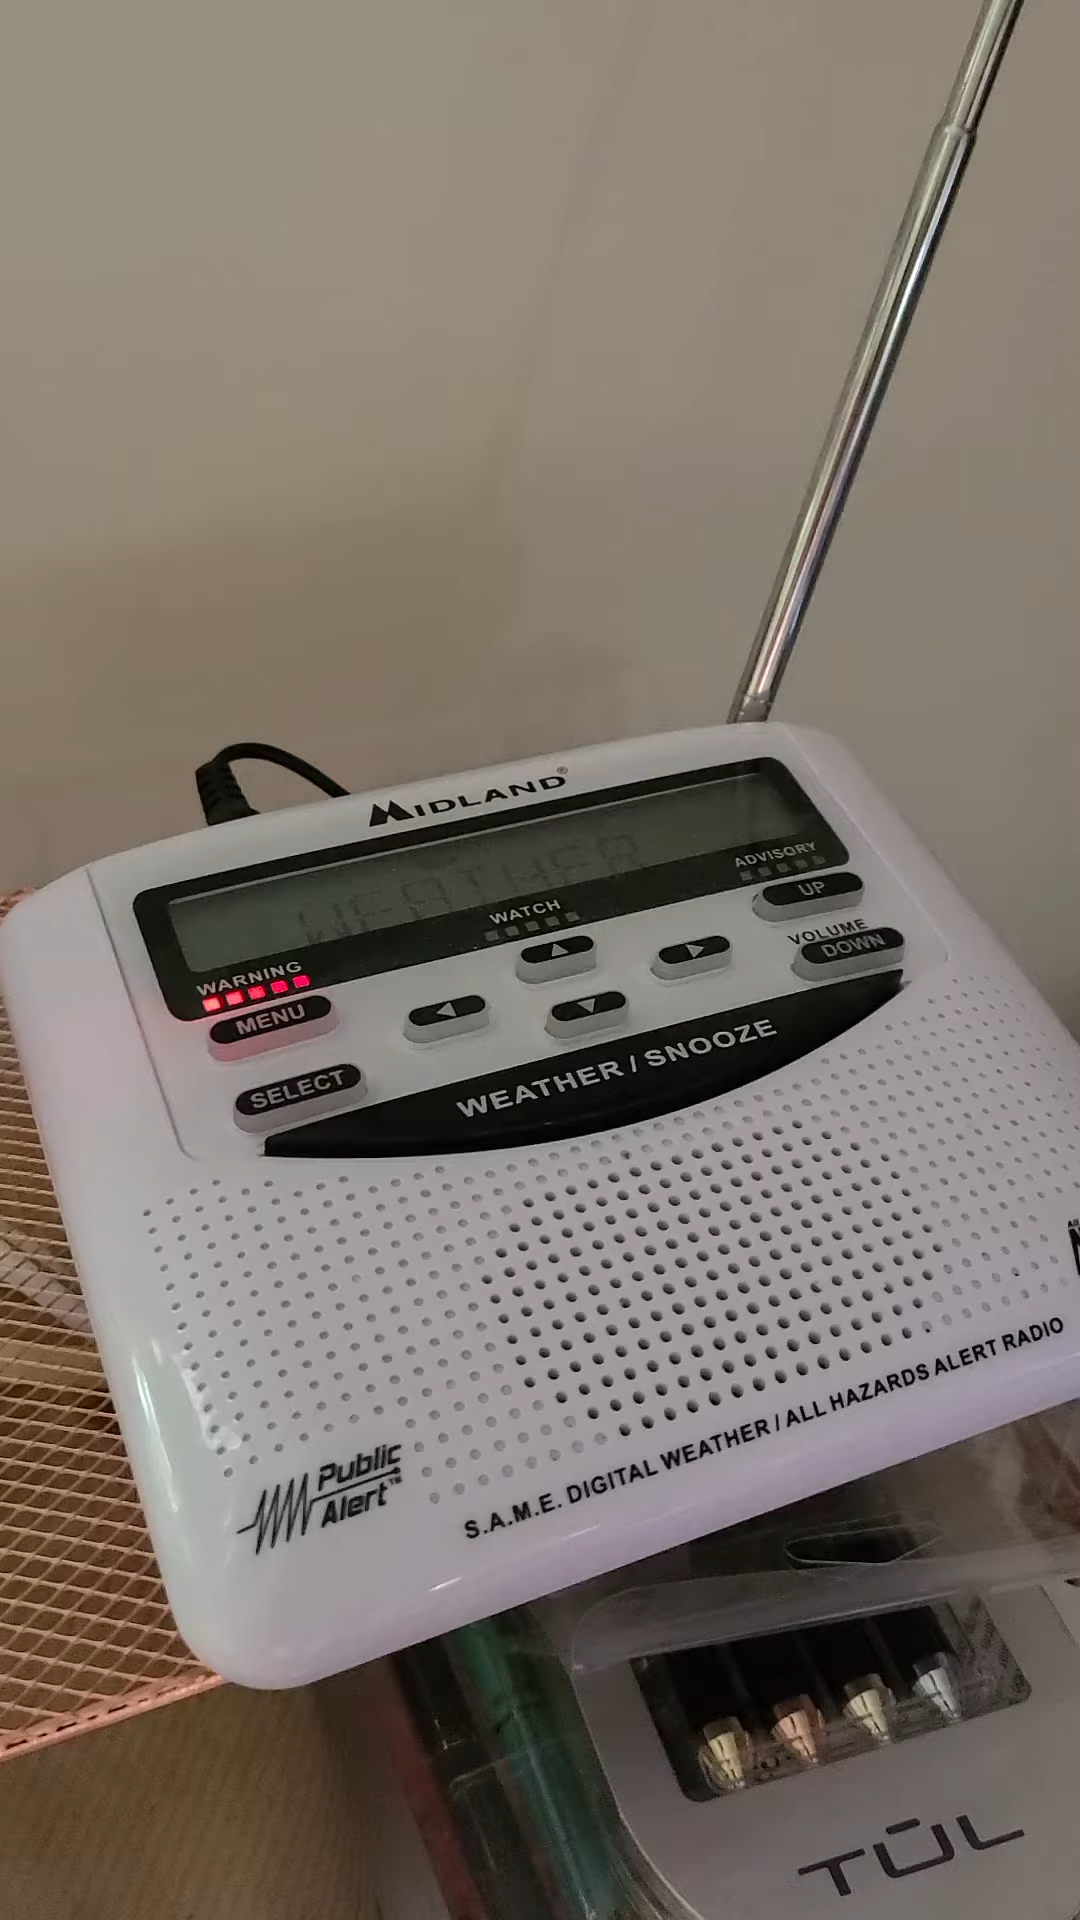 MIDLAND®
WEATHER
WARNING
WATCH
ADVISORY
UP
VOLUME
DOWN
MENU
SELECT
WEATHER / SNOOZE
Public
Alert™
S.A.M.E. DIGITAL WEATHER / ALL HAZARDS ALERT RADIO
TŪL